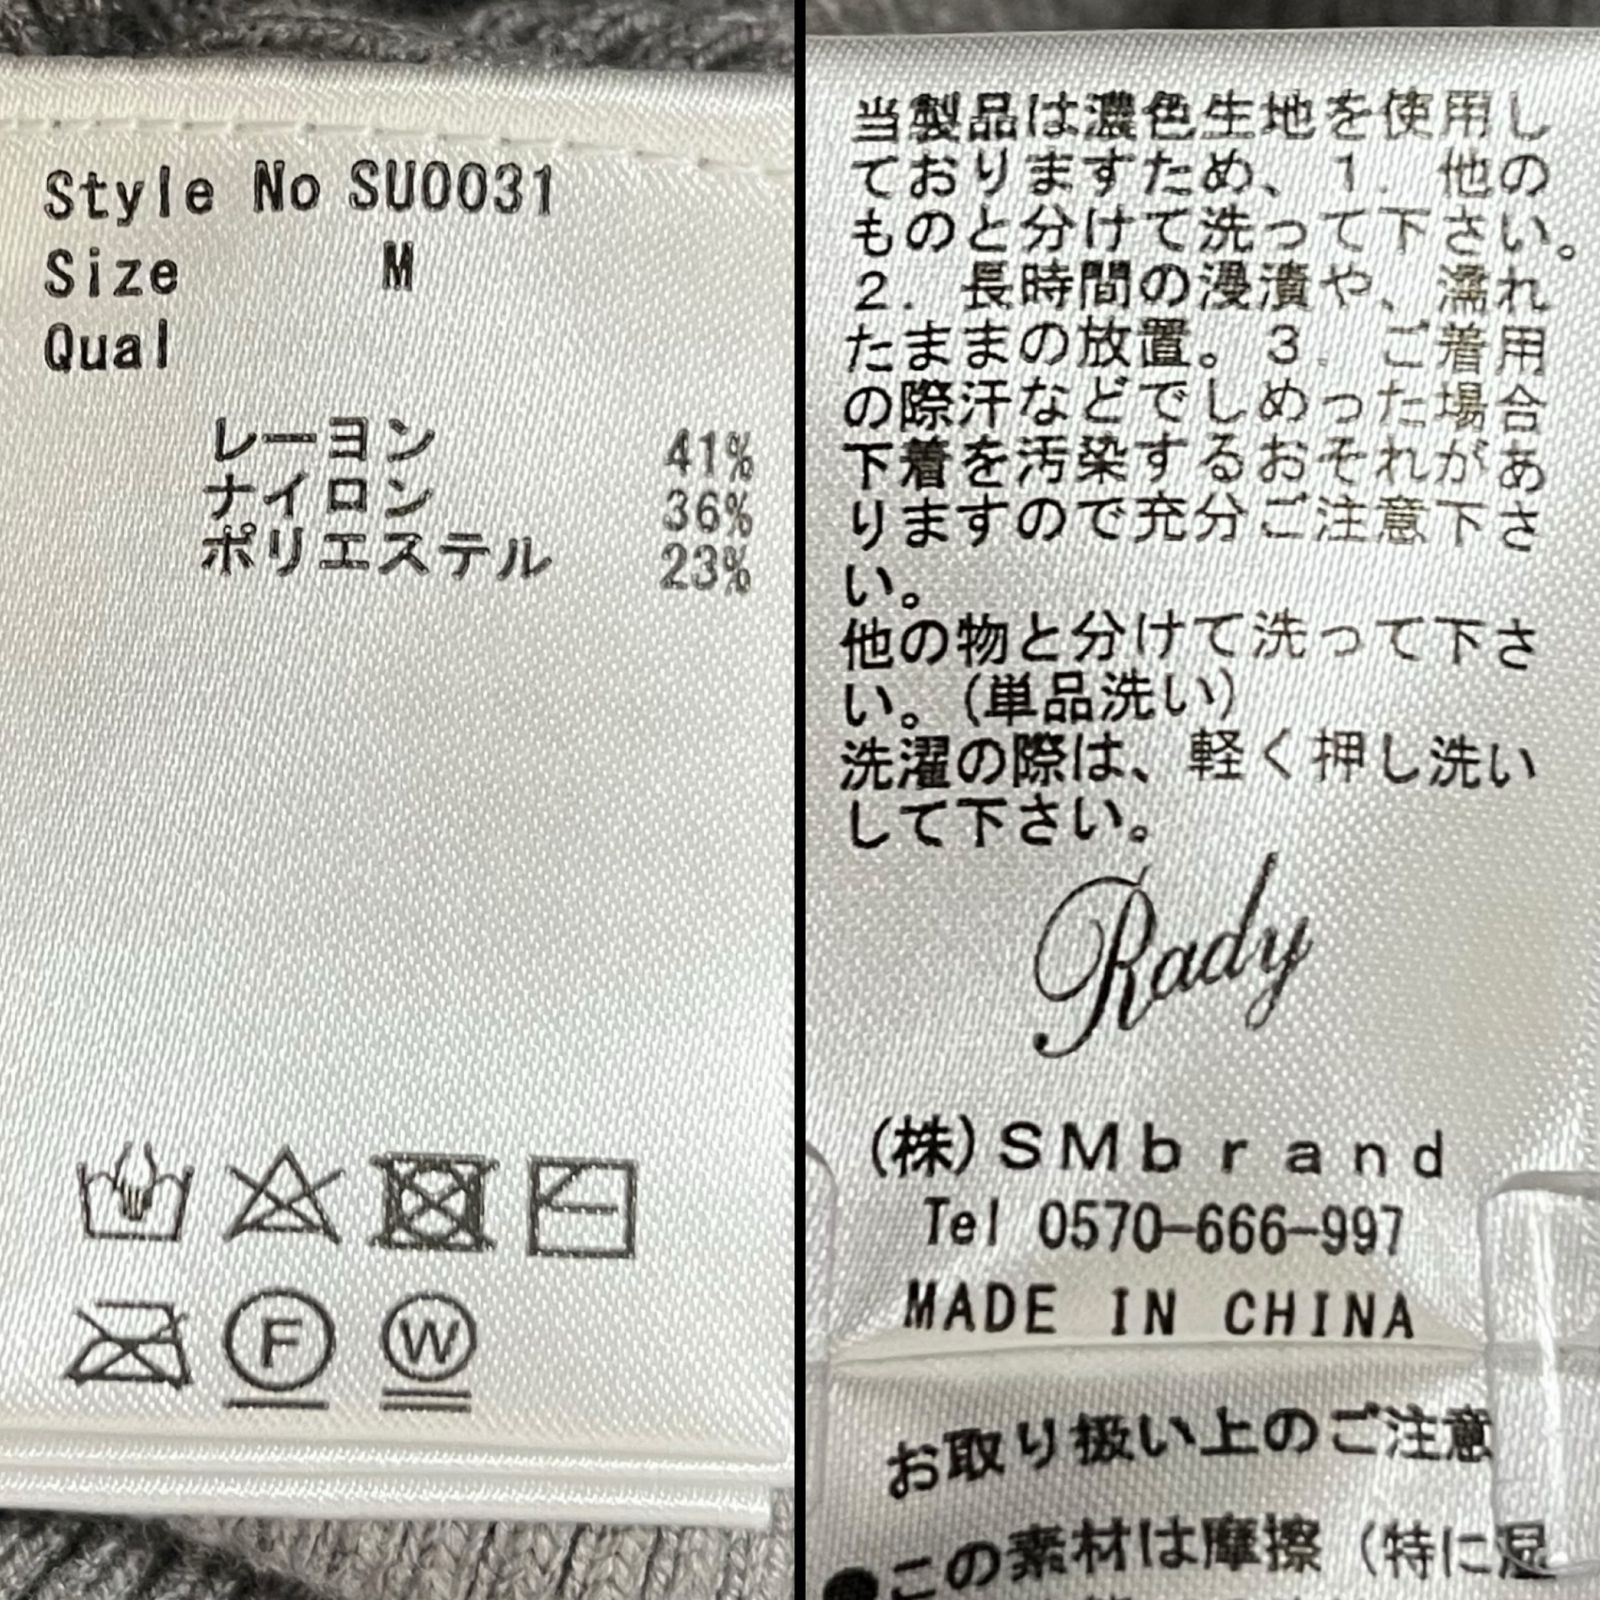 Style No SU0031
Size M
Qual
レーヨン 41%
ナイロン 36%
ポリエステル 23%
F
W
当製品は濃色生地を使用し
ておりますため、1. 他の
ものと分けて洗って下さい。
2. 長時間の浸漬や、濡れ
たままの放置。3. ご着用
の際汗などでしめった場合
下着を汚染するおそれがあ
りますので充分ご注意下さ
い。
他の物と分けて洗って下さ
い。(単品洗い)
洗濯の際は、軽く押し洗い
して下さい。
Rady
(株)SMbrand
Tel 0570-666-997
MADE IN CHINA
お取り扱い上のご注意
●この素材は摩擦(特に湿